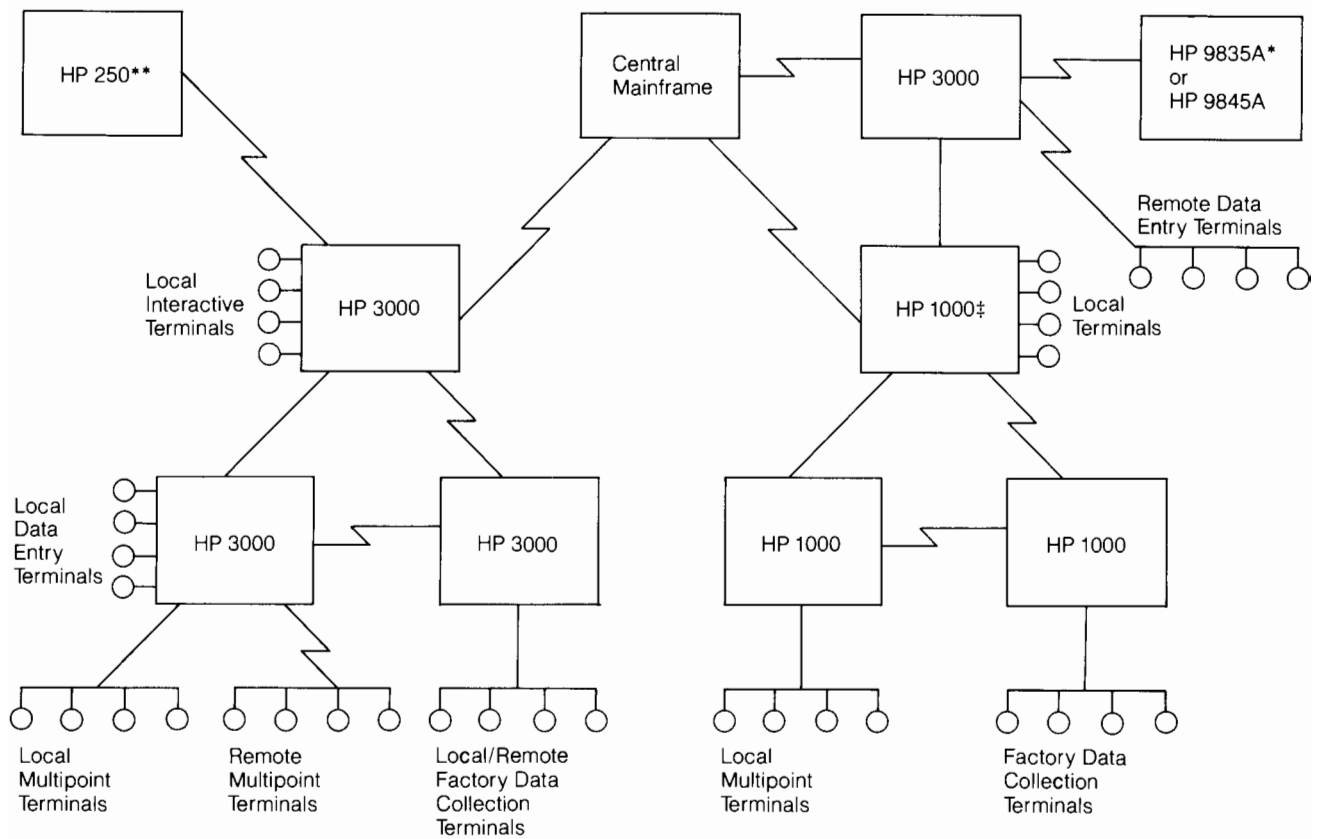 HP 250**
Central
Mainframe
HP 3000
HP 9835A*
or
HP 9845A
Remote Data
Entry Terminals
Local
Interactive
Terminals
HP 3000
HP 1000‡
Local
Terminals
Local
Data
Entry
Terminals
HP 3000
HP 3000
HP 1000
HP 1000
Local
Multipoint
Terminals
Remote
Multipoint
Terminals
Local/Remote
Factory Data
Collection
Terminals
Local
Multipoint
Terminals
Factory Data
Collection
Terminals